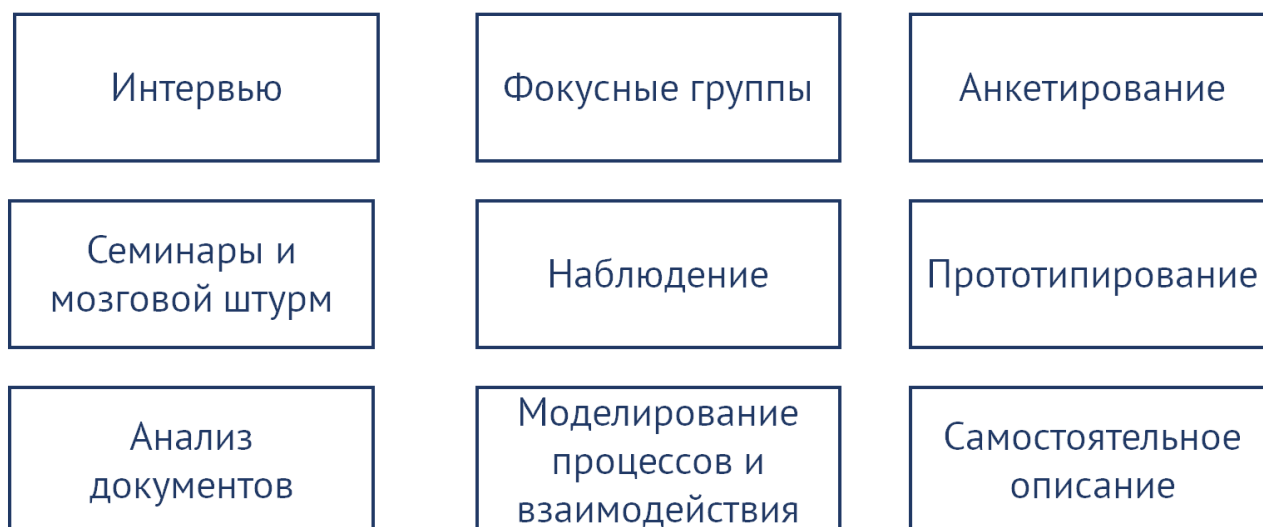 Интервью
Фокусные группы
Анкетирование
Семинары и
мозговой штурм
Наблюдение
Прототипирование
Анализ
документов
Моделирование
процессов и
взаимодействия
Самостоятельное
описание